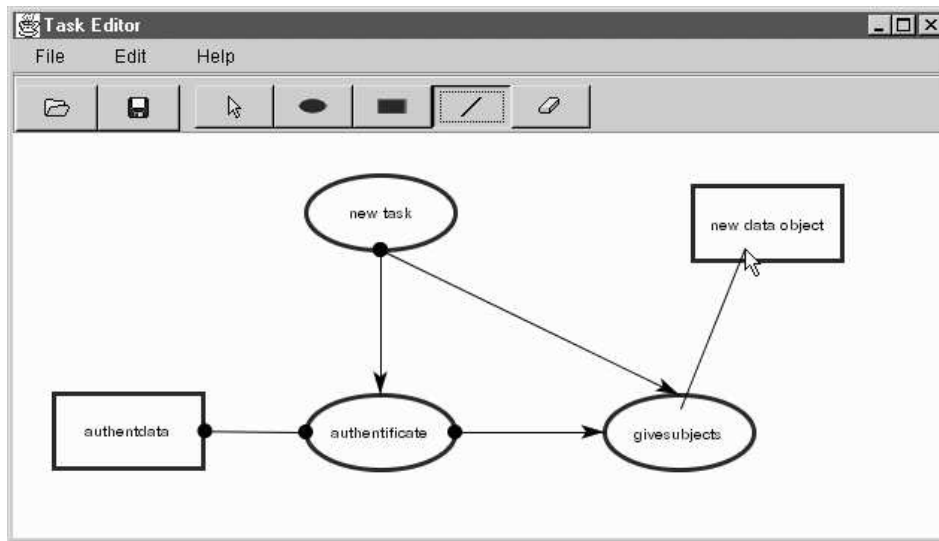 Task Editor
File Edit Help
new task
new data object
authentdata
authentificate
givesubjects